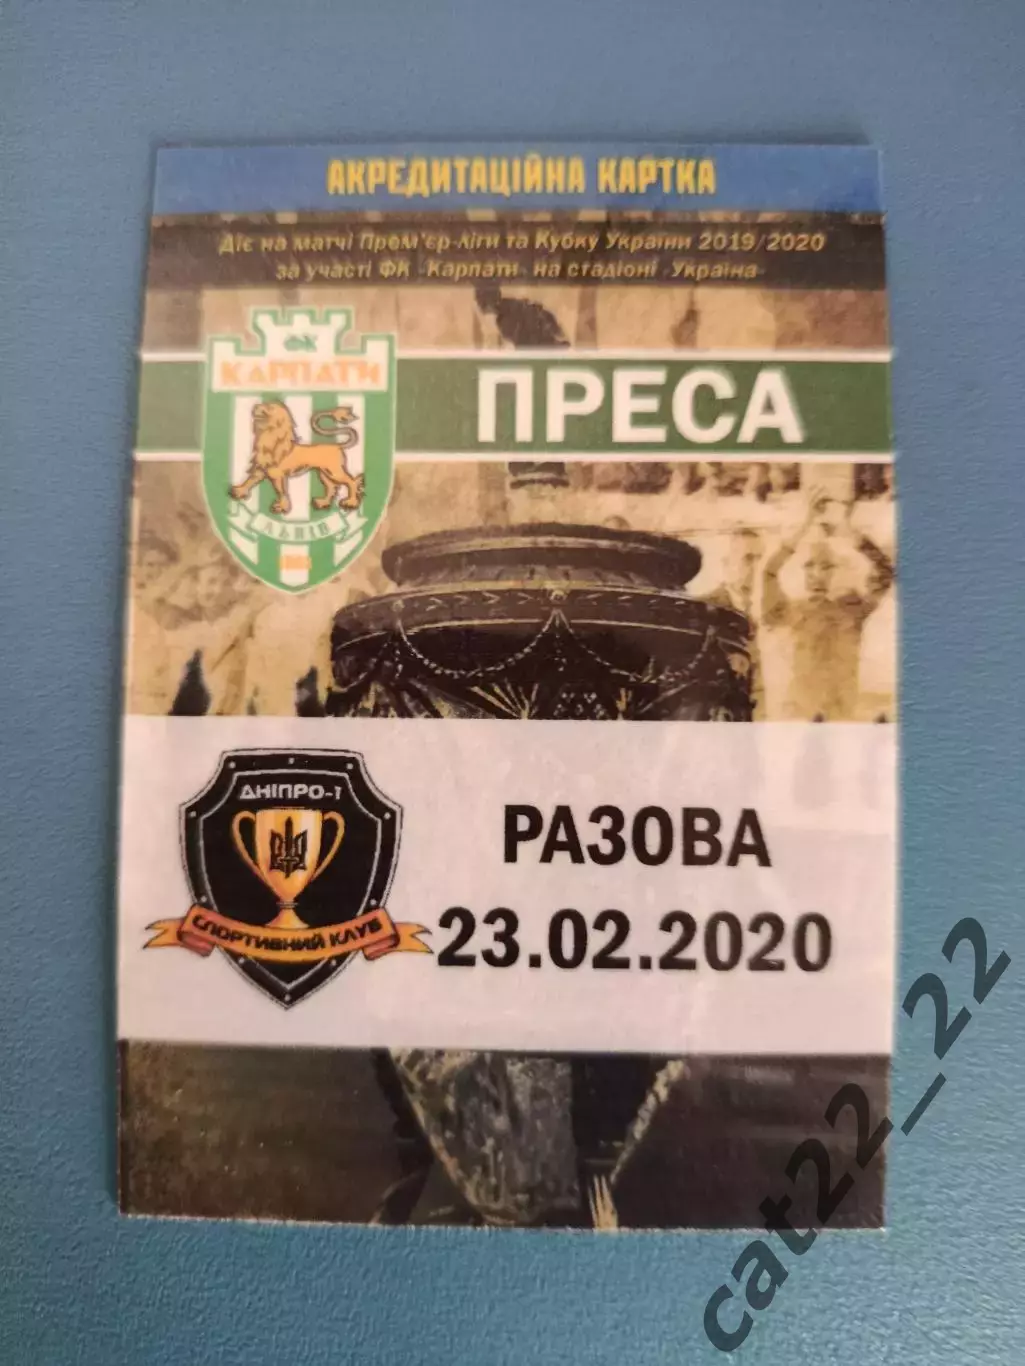 АКРЕДИТАЦІЙНА КАРТКА
Діє на матчі Прем'єр-ліги та Кубку України 2019/2020
за участі ФК «Карпати» на стадіоні «Україна»
ФК
КАРПАТИ
ЛЬВІВ
ПРЕСА
ДНІПРО-1
СПОРТИВНИЙ КЛУБ
РАЗОВА
23.02.2020
cat22_22